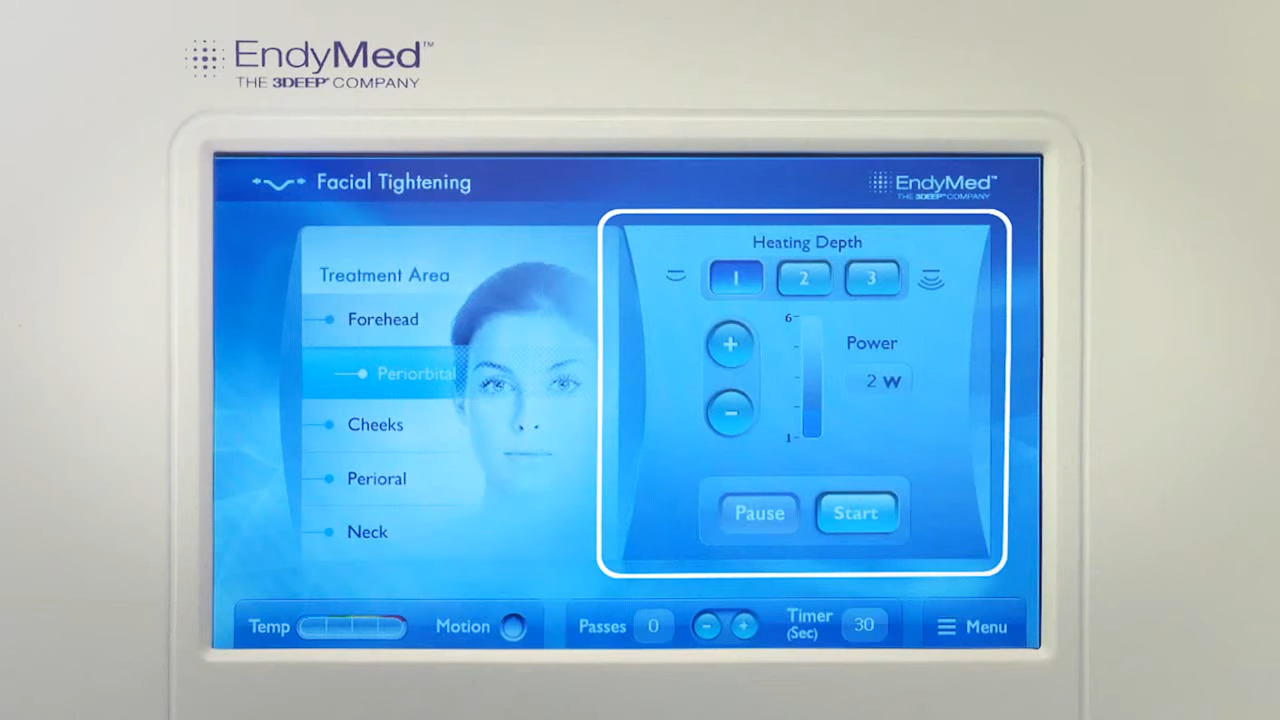 EndyMed™
THE 3DEEP® COMPANY
Facial Tightening
EndyMed™
THE 3DEEP® COMPANY
Treatment Area
Forehead
Periorbital
Cheeks
Perioral
Neck
Heating Depth
1 2 3
6
+
Power
2 W
-
1
Pause Start
Temp
Motion
Passes 0
- +
Timer
(Sec)
30
Menu